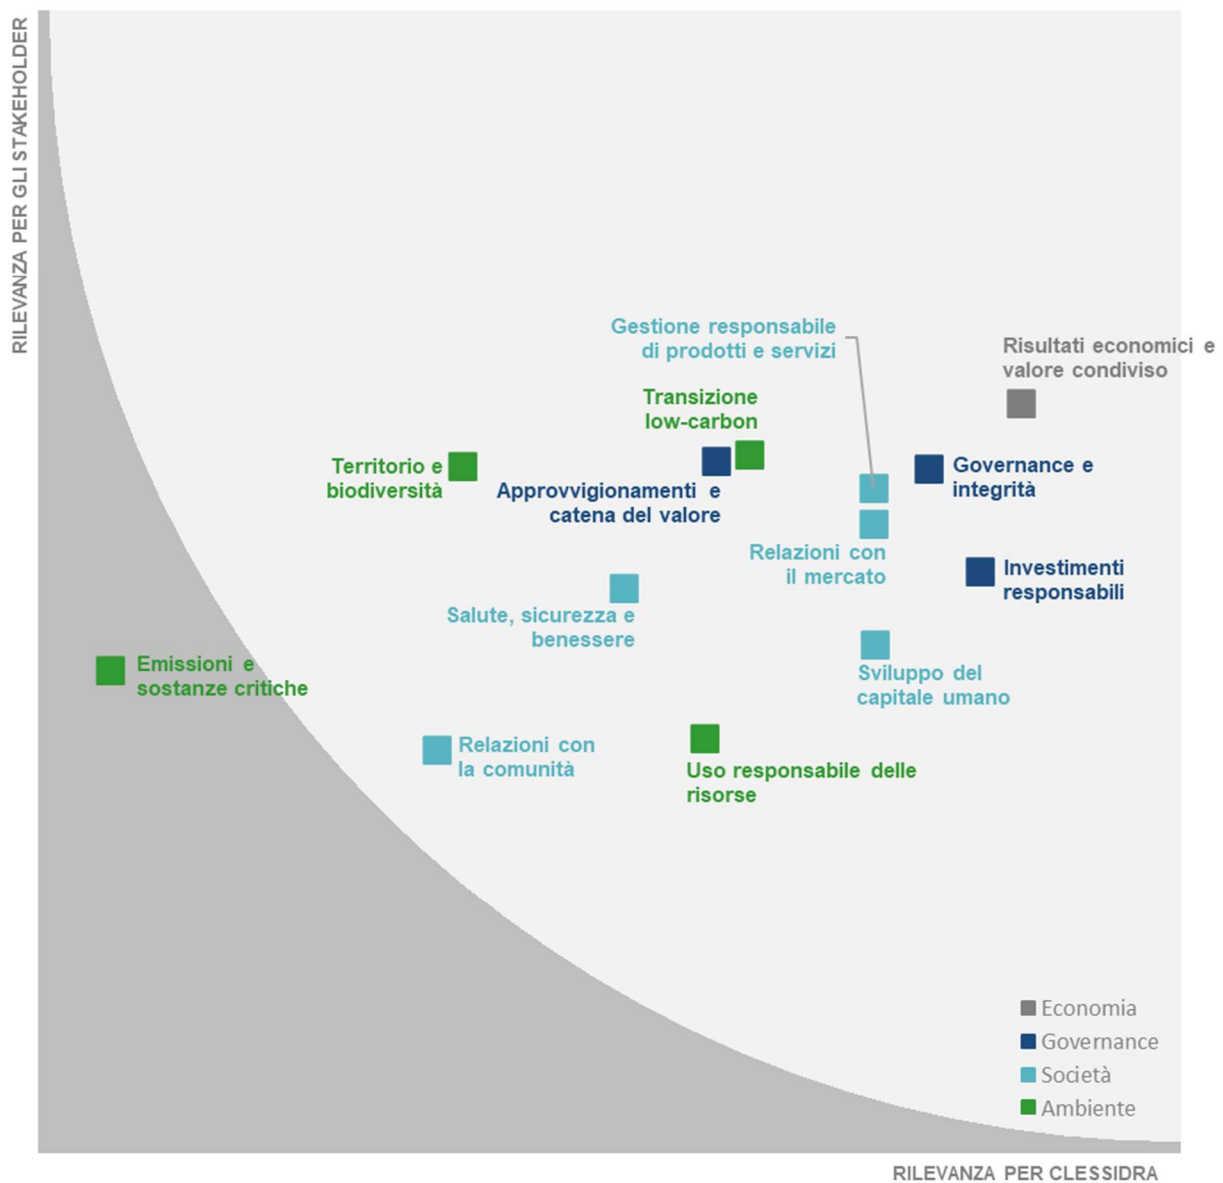 RILEVANZA PER GLI STAKEHOLDER
Gestione responsabile
di prodotti e servizi
Risultati economici e
valore condiviso
Transizione
low-carbon
Territorio e
biodiversità
Approvvigionamenti e
catena del valore
Governance e
integrità
Relazioni con
il mercato
Investimenti
responsabili
Salute, sicurezza e
benessere
Emissioni e
sostanze critiche
Sviluppo del
capitale umano
Relazioni con
la comunità
Uso responsabile delle
risorse
Economia
Governance
Società
Ambiente
RILEVANZA PER CLESSIDRA